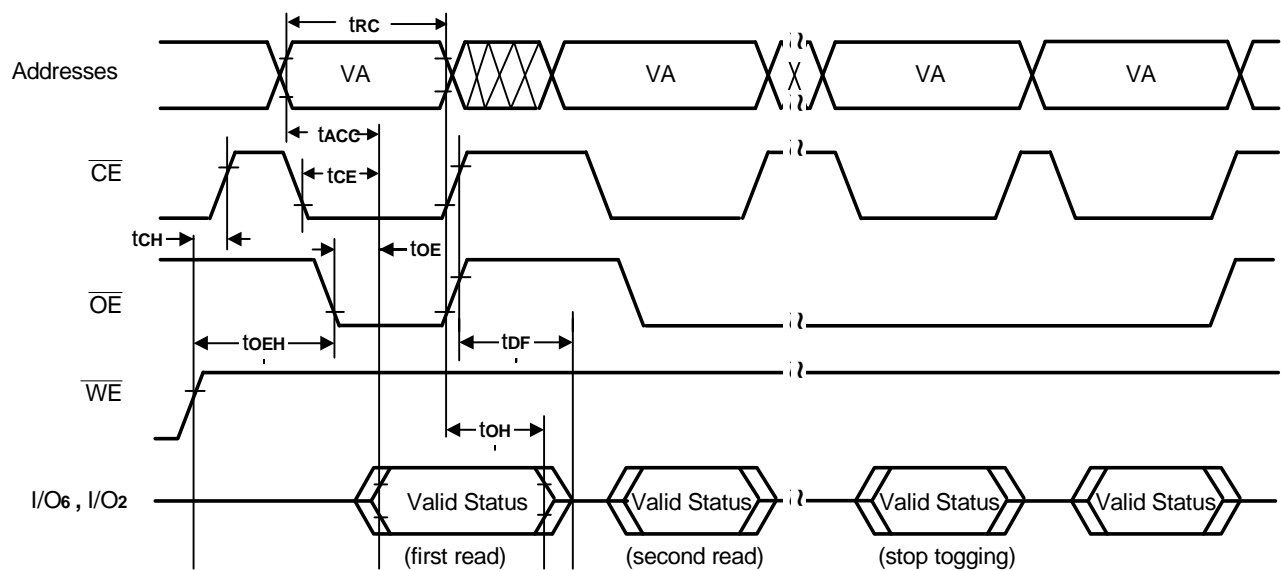 tRC
Addresses VA VA X VA VA
tACC
CE tCE
tCH tOE
OE
tOEH tDF
WE
tOH
I/O6 , I/O2 Valid Status Valid Status Valid Status Valid Status
(first read) (second read) (stop togging)